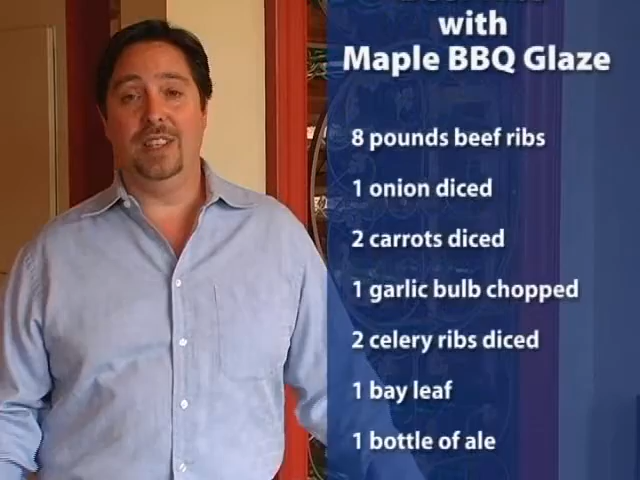 with
Maple BBQ Glaze
8 pounds beef ribs
1 onion diced
2 carrots diced
1 garlic bulb chopped
2 celery ribs diced
1 bay leaf
1 bottle of ale